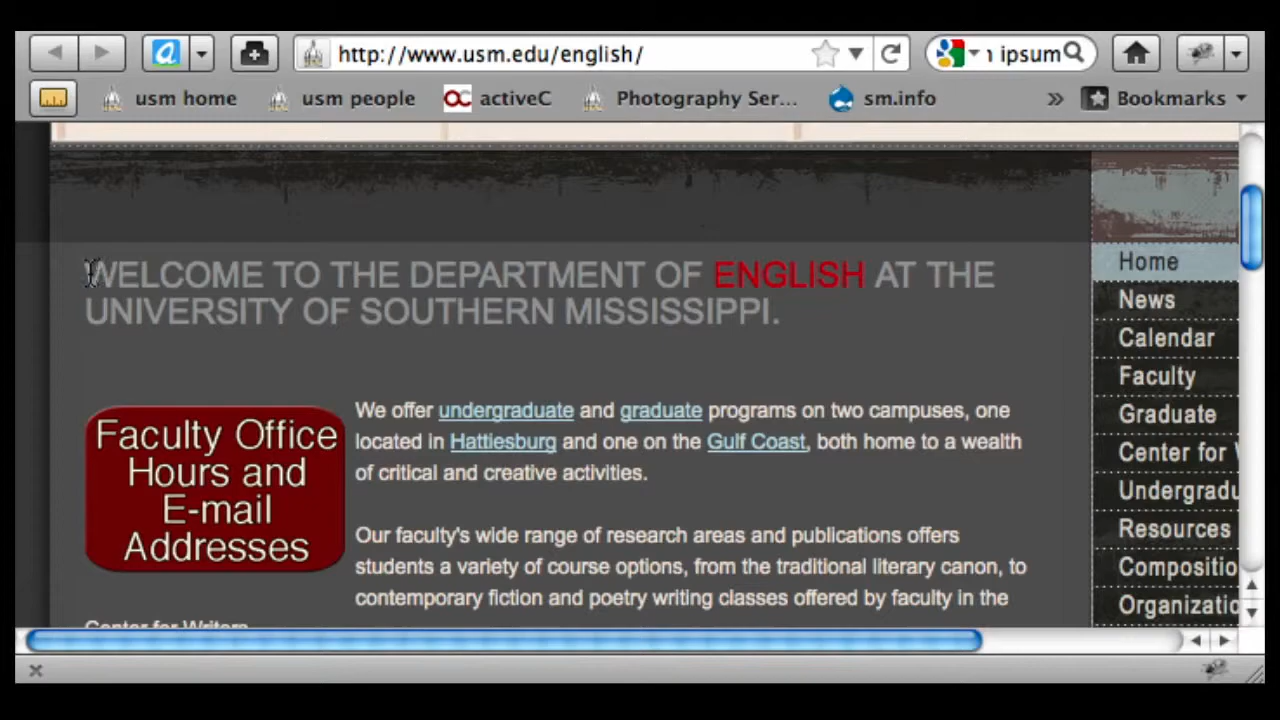 http://www.usm.edu/english/
ipsum
usm home
usm people
activeC
Photography Ser...
sm.info
»
Bookmarks
WELCOME TO THE DEPARTMENT OF ENGLISH AT THE
UNIVERSITY OF SOUTHERN MISSISSIPPI.
Faculty Office
Hours and
E-mail
Addresses
We offer undergraduate and graduate programs on two campuses, one
located in Hattiesburg and one on the Gulf Coast, both home to a wealth
of critical and creative activities.
Our faculty's wide range of research areas and publications offers
students a variety of course options, from the traditional literary canon, to
contemporary fiction and poetry writing classes offered by faculty in the
Center for Writers
Home
News
Calendar
Faculty
Graduate
Center for
Undergradu
Resources
Compositio
Organizatio